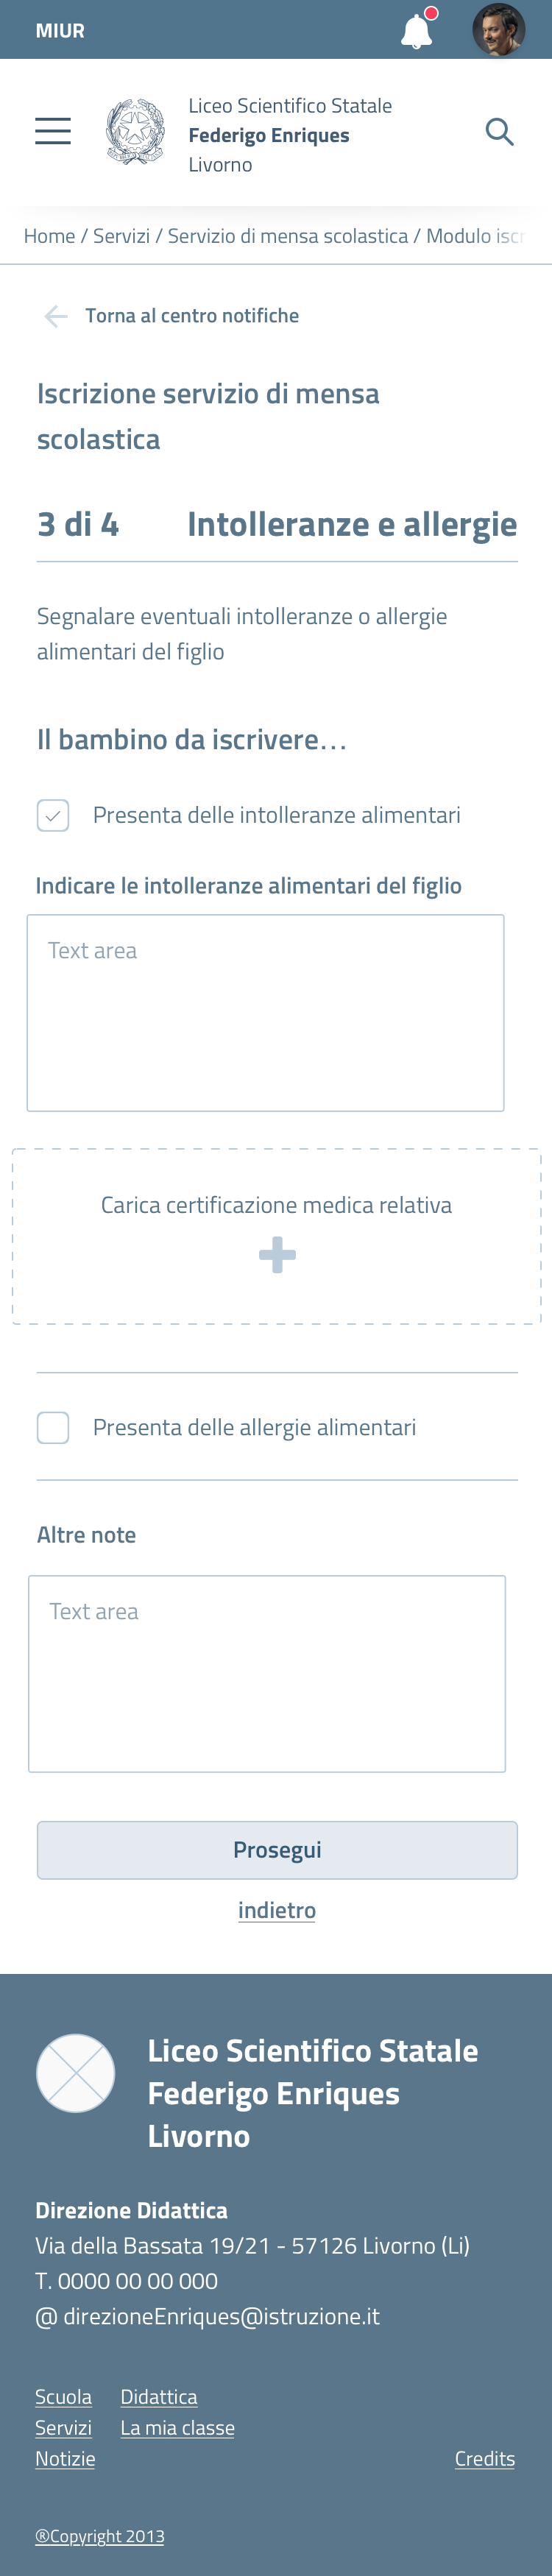 MIUR
Liceo Scientifico Statale
Federigo Enriques
Livorno
Home / Servizi / Servizio di mensa scolastica / Modulo iscr
Torna al centro notifiche
Iscrizione servizio di mensa
scolastica
3 di 4 Intolleranze e allergie
Segnalare eventuali intolleranze o allergie
alimentari del figlio
Il bambino da iscrivere…
Presenta delle intolleranze alimentari
Indicare le intolleranze alimentari del figlio
Text area
Carica certificazione medica relativa
Presenta delle allergie alimentari
Altre note
Text area
Prosegui
indietro
Liceo Scientifico Statale
Federigo Enriques
Livorno
Direzione Didattica
Via della Bassata 19/21 - 57126 Livorno (Li)
T. 0000 00 00 000
@ direzioneEnriques@istruzione.it
Scuola Didattica
Servizi La mia classe
Notizie Credits
®Copyright 2013